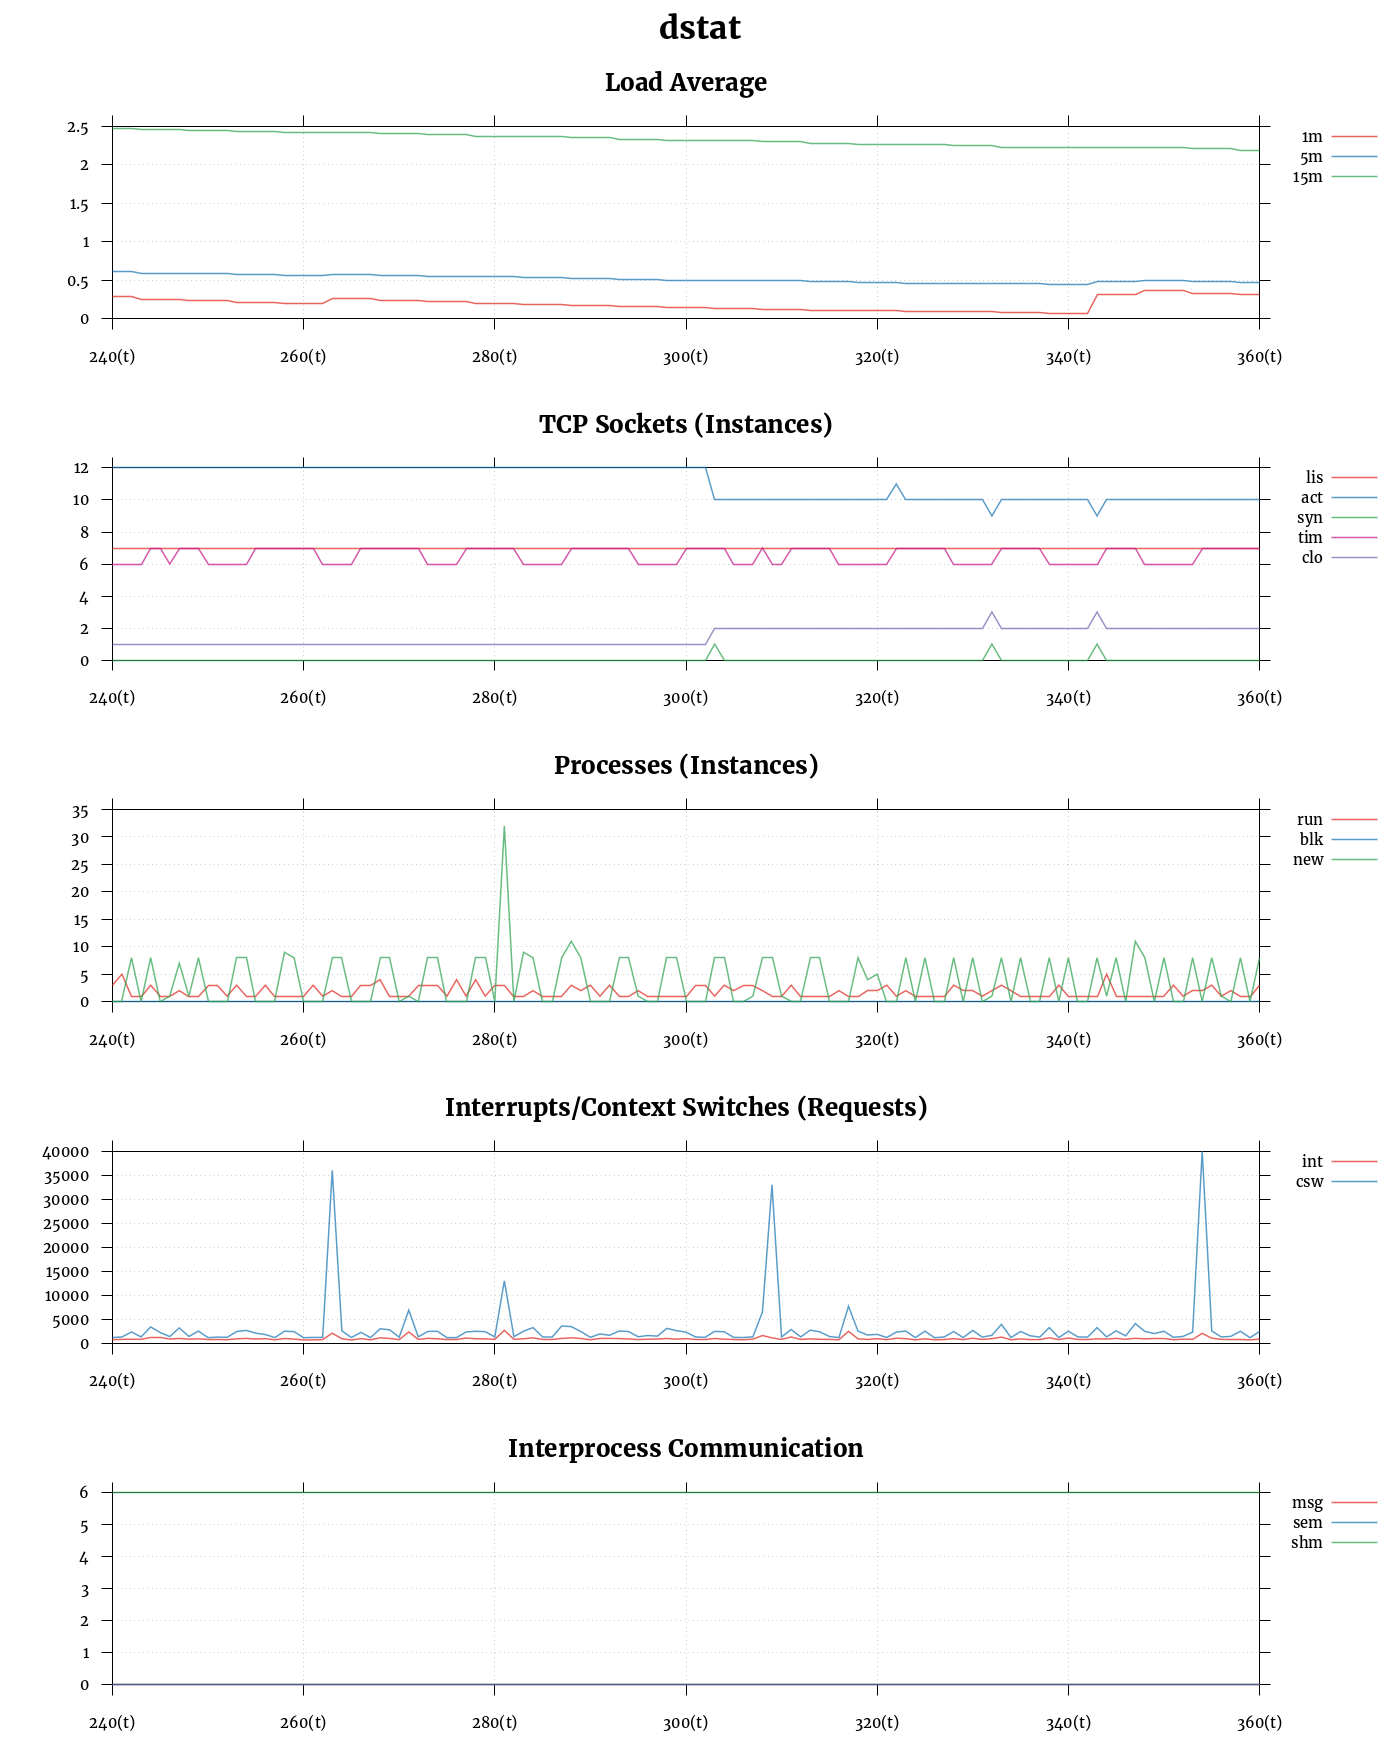 dstat
Load Average
2.5
2
1.5
1
0.5
0
240(t) 260(t) 280(t) 300(t) 320(t) 340(t) 360(t)
1m
5m
15m
TCP Sockets (Instances)
12
10
8
6
4
2
0
240(t) 260(t) 280(t) 300(t) 320(t) 340(t) 360(t)
lis
act
syn
tim
clo
Processes (Instances)
35
30
25
20
15
10
5
0
240(t) 260(t) 280(t) 300(t) 320(t) 340(t) 360(t)
run
blk
new
Interrupts/Context Switches (Requests)
40000
35000
30000
25000
20000
15000
10000
5000
0
240(t) 260(t) 280(t) 300(t) 320(t) 340(t) 360(t)
int
csw
Interprocess Communication
6
5
4
3
2
1
0
240(t) 260(t) 280(t) 300(t) 320(t) 340(t) 360(t)
msg
sem
shm